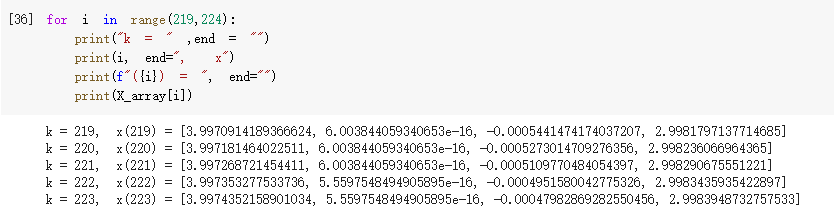 [36] for i in range(219,224):
print("k = " ,end = "")
print(i, end=", x")
print(f"({i}) = ", end="")
print(X_array[i])
k = 219, x(219) = [3.9970914189366624, 6.003844059340653e-16, -0.0005441474174037207, 2.9981797137714685]
k = 220, x(220) = [3.997181464022511, 6.003844059340653e-16, -0.0005273014709276356, 2.998236066964365]
k = 221, x(221) = [3.997268721454411, 6.003844059340653e-16, -0.0005109770484054397, 2.998290675551221]
k = 222, x(222) = [3.997353277533736, 5.5597548494905895e-16, -0.0004951580042775326, 2.9983435935422897]
k = 223, x(223) = [3.9974352158901034, 5.5597548494905895e-16, -0.00047982869282550456, 2.9983948732757533]